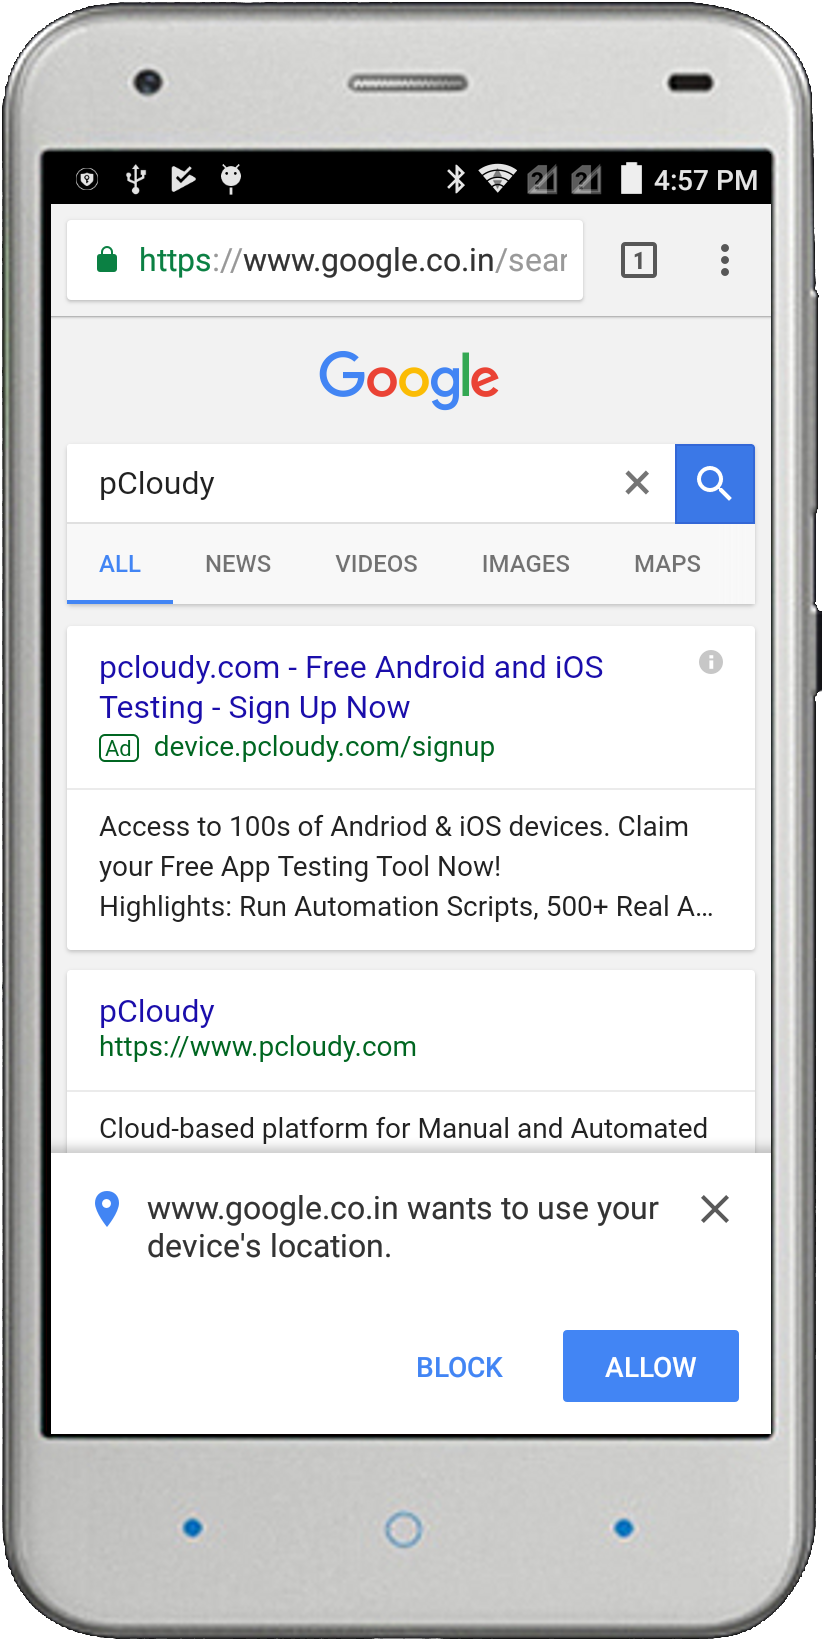 4:57 PM
https://www.google.co.in/sear
1
Google
pCloudy
ALL NEWS VIDEOS IMAGES MAPS
pcloudy.com - Free Android and iOS
Testing - Sign Up Now
Ad device.pcloudy.com/signup
Access to 100s of Andriod & iOS devices. Claim
your Free App Testing Tool Now!
Highlights: Run Automation Scripts, 500+ Real A...
pCloudy
https://www.pcloudy.com
Cloud-based platform for Manual and Automated
www.google.co.in wants to use your
device's location.
BLOCK ALLOW